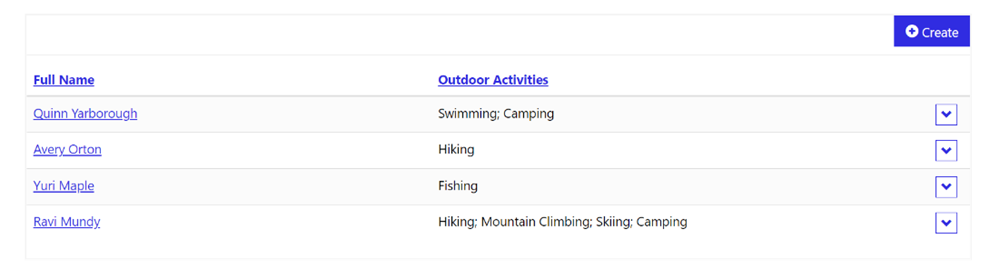 Create
Full Name Outdoor Activities
Quinn Yarborough Swimming; Camping
Avery Orton Hiking
Yuri Maple Fishing
Ravi Mundy Hiking; Mountain Climbing; Skiing; Camping